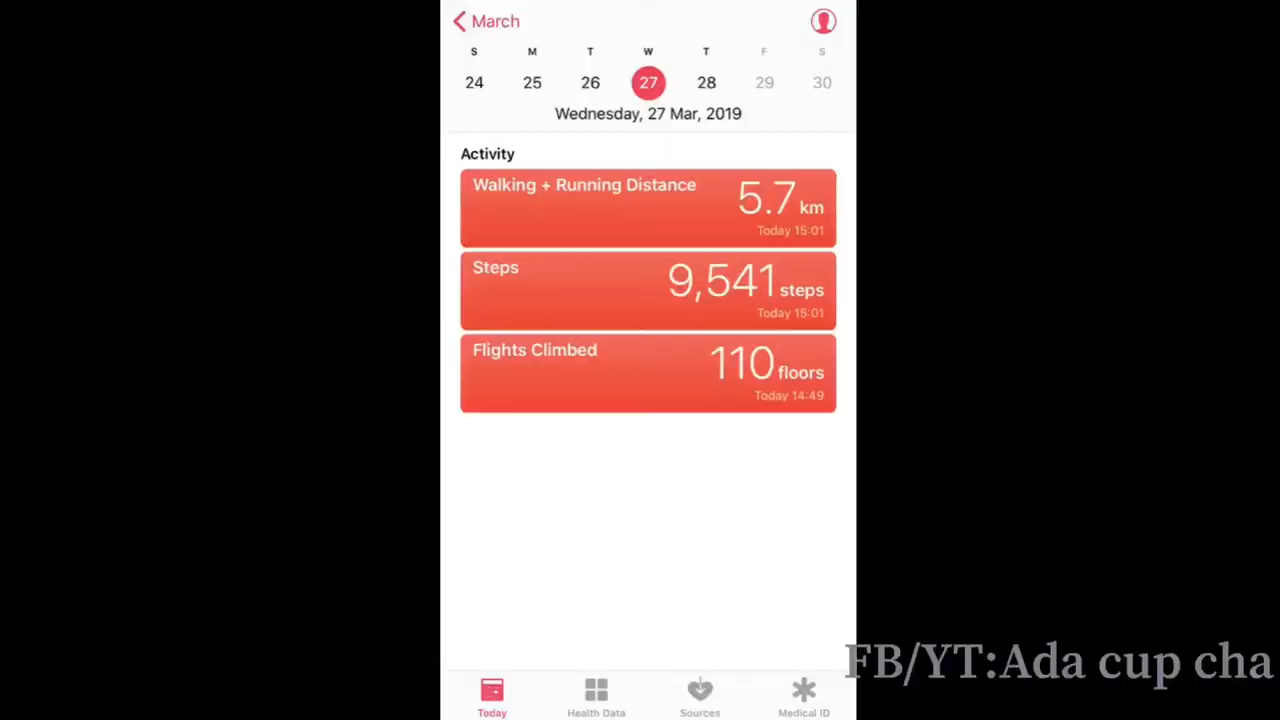 March
S M T W T F S
24 25 26 27 28 29 30
Wednesday, 27 Mar, 2019
Activity
Walking + Running Distance
5.7 km
Today 15:01
Steps
9,541 steps
Today 15:01
Flights Climbed
110 floors
Today 14:49
FB/YT:Ada cup cha
Today Health Data Sources Medical ID